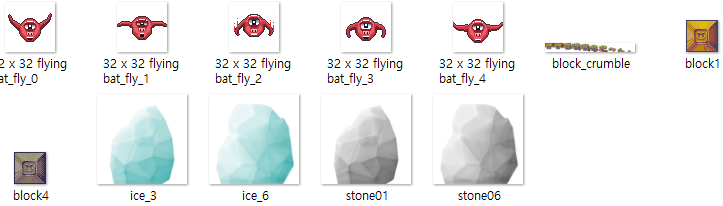 2 x 32 flying
bat_fly_0
32 x 32 flying
bat_fly_1
32 x 32 flying
bat_fly_2
32 x 32 flying
bat_fly_3
32 x 32 flying
bat_fly_4
block_crumble
block1
block4
ice_3
ice_6
stone01
stone06